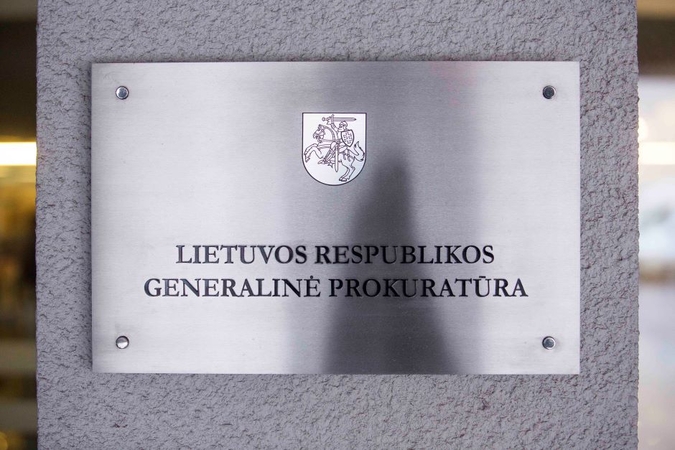 LIETUVOS RESPUBLIKOS
GENERALINĖ PROKURATŪRA